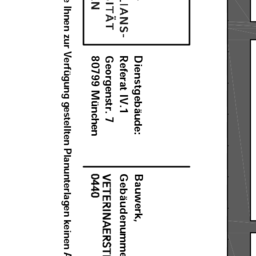 IANS-
ITÄT
N
Dienstgebäude:
Referat IV.1
Georgenstr. 7
80799 München
Bauwerk,
Gebäudenumme
VETERINAERST
0440
e Ihnen zur Verfügung gestellten Planunterlagen keinen A